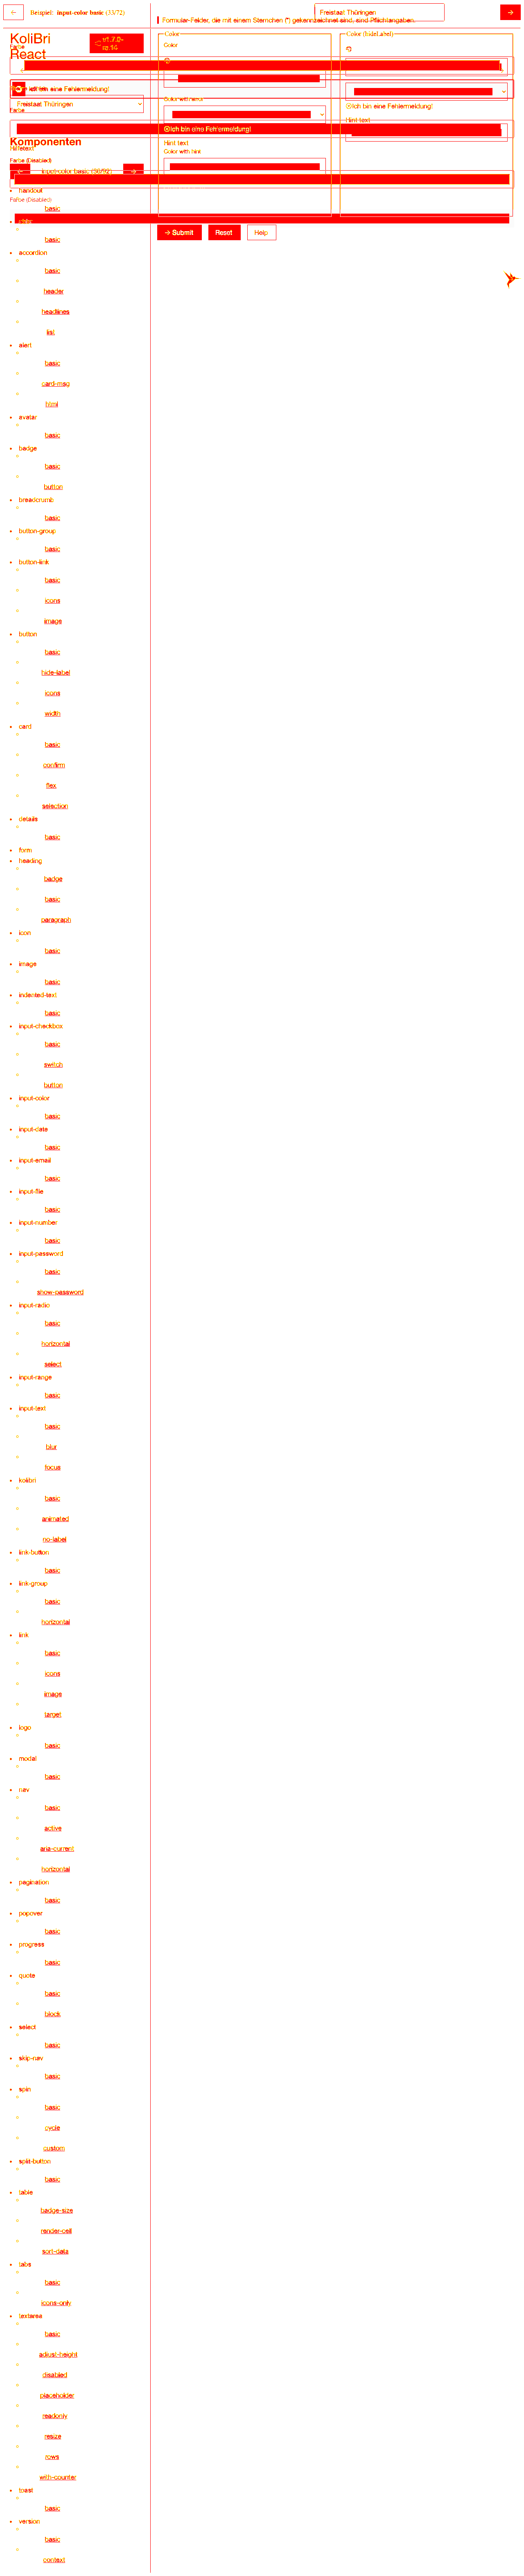 Beispiel: input-color basic (33/72)
Freistaat Thüringen
Formular-Felder, die mit einem Sternchen (*) gekennzeichnet sind, sind Pflichtangaben.
KoliBri
React
Farbe
Color
Color (hideLabel)
Color
Ich bin eine Fehlermeldung!
Freistaat Thüringen
Farbe
Ich bin eine Fehlermeldung!
Ich bin eine Fehlermeldung!
Hint text
Hint text
Color with hint
Komponenten
Farbe (Disabled)
Farbe (Disabled)
Submit
Reset
Help
handout
basic
abbr
basic
accordion
basic
header
headlines
list
alert
basic
card-msg
html
avatar
basic
badge
basic
button
breadcrumb
basic
button-group
basic
button-link
basic
icons
image
button
basic
hide-label
icons
width
card
basic
confirm
flex
selection
details
basic
form
heading
badge
basic
paragraph
icon
basic
image
basic
indented-text
basic
input-checkbox
basic
switch
button
input-color
basic
input-date
basic
input-email
basic
input-file
basic
input-number
basic
input-password
basic
show-password
input-radio
basic
horizontal
select
input-range
basic
input-text
basic
blur
focus
kolibri
basic
animated
no-label
link-button
basic
link-group
basic
horizontal
link
basic
icons
image
target
logo
basic
modal
basic
nav
basic
active
aria-current
horizontal
pagination
basic
popover
basic
progress
basic
quote
basic
block
select
basic
skip-nav
basic
spin
basic
cycle
custom
split-button
basic
table
badge-size
render-cell
sort-data
tabs
basic
icons-only
textarea
basic
adjust-height
disabled
placeholder
readonly
resize
rows
with-counter
toast
basic
version
basic
context